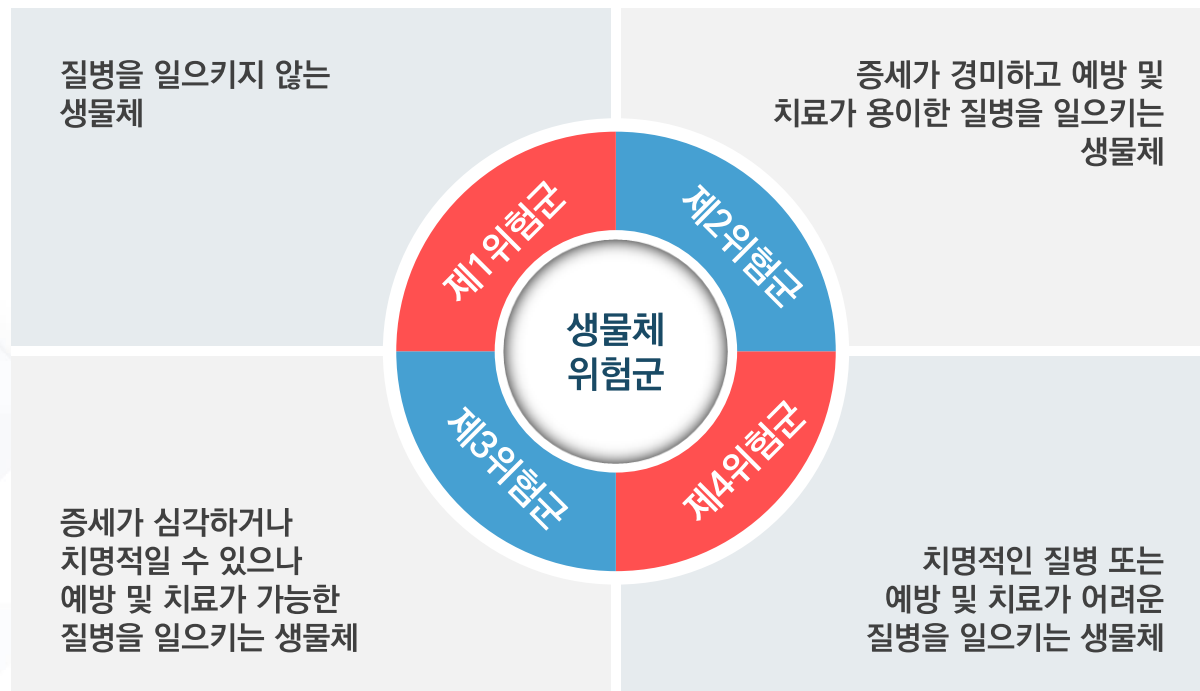 질병을 일으키지 않는
생물체
증세가 경미하고 예방 및
치료가 용이한 질병을 일으키는
생물체
제1위험군
제2위험군
생물체
위험군
제3위험군
제4위험군
증세가 심각하거나
치명적일 수 있으나
예방 및 치료가 가능한
질병을 일으키는 생물체
치명적인 질병 또는
예방 및 치료가 어려운
질병을 일으키는 생물체